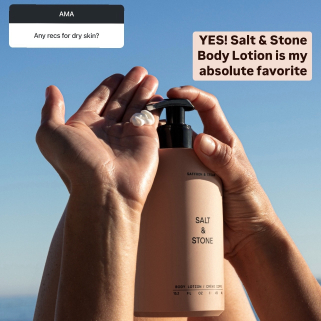 AMA
Any recs for dry skin?
YES! Salt & Stone
Body Lotion is my
absolute favorite
SALT
&
STONE